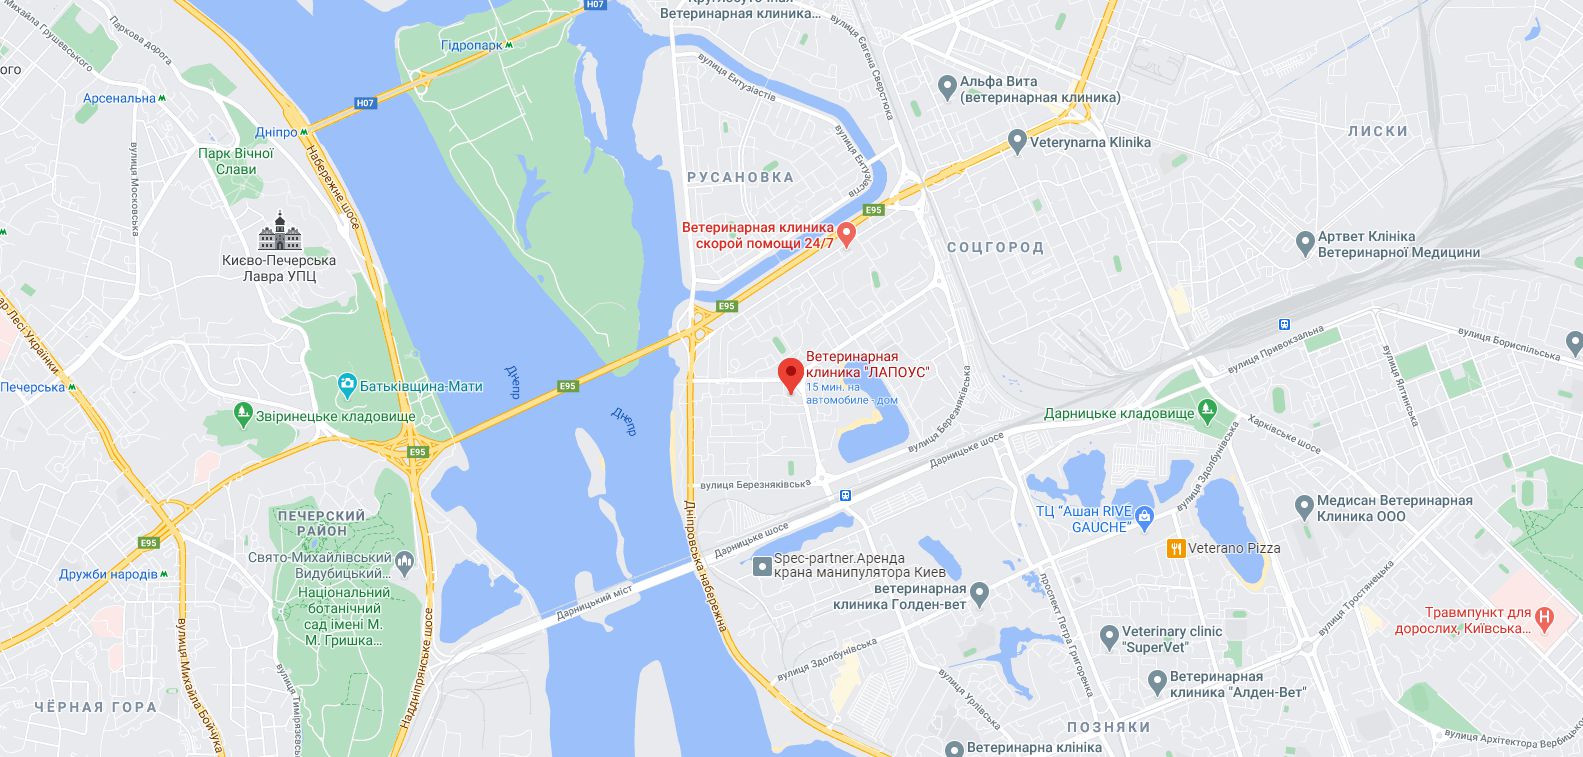 Михайла Грушевського
Паркова дорога
H07
Круглосуточная
Ветеринарная клиника...
вулиця Євгена Сверстюка
Гідропарк
вулиця Ентузіастів
Альфа Вита
(ветеринарная клиника)
ого
Арсенальна
H07
Дніпро
вулиця Ентузіастів
Veterynarna Klinika
ЛИСКИ
Парк Вічної
Слави
вулиця Московська
Набережне шосе
РУСАНОВКА
E95
Ветеринарная клиника
скорой помощи 24/7
СОЦГОРОД
Артвет Клініка
Ветеринарної Медицини
Києво-Печерська
Лавра УПЦ
E95
вулиця Привокзальна
вулиця Бориспільська
ар Лесі Українки
Печерська
Батьківщина-Мати
Днепр
E95
Ветеринарная
клиника "ЛАПОУС"
15 мин. на
автомобиле - дом
вулиця Березняківська
вулиця Ялтинська
Звіринецьке кладовище
Днепр
Дарницьке кладовище
Харківське шосе
E95
Дарницьке шосе
вулиця Здолбунівська
вулиця Березняківська
ПЕЧЕРСКИЙ
РАЙОН
ТЦ "Ашан RIVE
GAUCHE"
Медисан Ветеринарная
Клиника ООО
E95
Дніпровська набережна
Дарницьке шосе
Veterano Pizza
Свято-Михайлівський
Видубицький...
Spec-partner.Аренда
крана манипулятора Киев
Дружби народів
ветеринарная
клиника Голден-вет
Національний
ботанічний
сад імені М.
М. Гришка...
Дарницький міст
проспект Петра Григоренка
вулиця Тростянецька
Травмпункт для
дорослих, Київська...
вулиця Михайла Бойчука
Наддніпрянське шосе
Veterinary clinic
"SuperVet"
вулиця Здолбунівська
Ветеринарная
клиника "Алден-Вет"
вулиця Тимірязєвська
вулиця Урлівська
ЧЁРНАЯ ГОРА
ПОЗНЯКИ
Ветеринарна клініка
вулиця Архітектора Вербицького